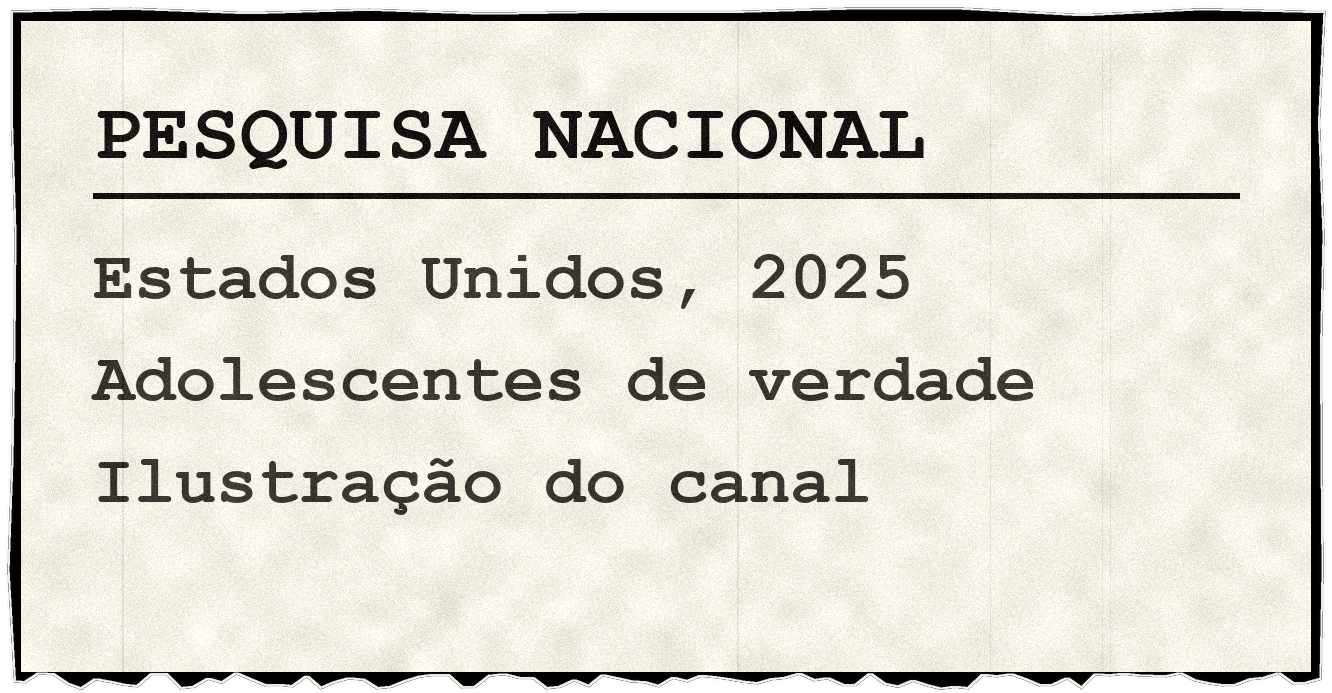 PESQUISA NACIONAL
Estados Unidos, 2025
Adolescentes de verdade
Ilustração do canal